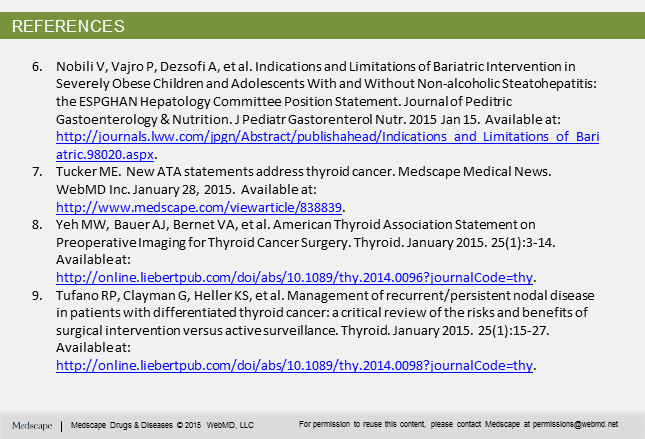 REFERENCES
6. Nobili V, Vajro P, Dezsofi A, et al. Indications and Limitations of Bariatric Intervention in
Severely Obese Children and Adolescents With and Without Non-alcoholic Steatohepatitis:
the ESPGHAN Hepatology Committee Position Statement. Journal of Peditric
Gastoenterology & Nutrition. J Pediatr Gastorenterol Nutr. 2015 Jan 15. Available at:
http://journals.lww.com/jpgn/Abstract/publishahead/Indications_and_Limitations_of_Bari
atric.98020.aspx.
7. Tucker ME. New ATA statements address thyroid cancer. Medscape Medical News.
WebMD Inc. January 28, 2015. Available at:
http://www.medscape.com/viewarticle/838839.
8. Yeh MW, Bauer AJ, Bernet VA, et al. American Thyroid Association Statement on
Preoperative Imaging for Thyroid Cancer Surgery. Thyroid. January 2015. 25(1):3-14.
Available at:
http://online.liebertpub.com/doi/abs/10.1089/thy.2014.0096?journalCode=thy.
9. Tufano RP, Clayman G, Heller KS, et al. Management of recurrent/persistent nodal disease
in patients with differentiated thyroid cancer: a critical review of the risks and benefits of
surgical intervention versus active surveillance. Thyroid. January 2015. 25(1):15-27.
Available at:
http://online.liebertpub.com/doi/abs/10.1089/thy.2014.0098?journalCode=thy.
Medscape | Medscape Drugs & Diseases © 2015 WebMD, LLC For permission to reuse this content, please contact Medscape at permissions@webmd.net